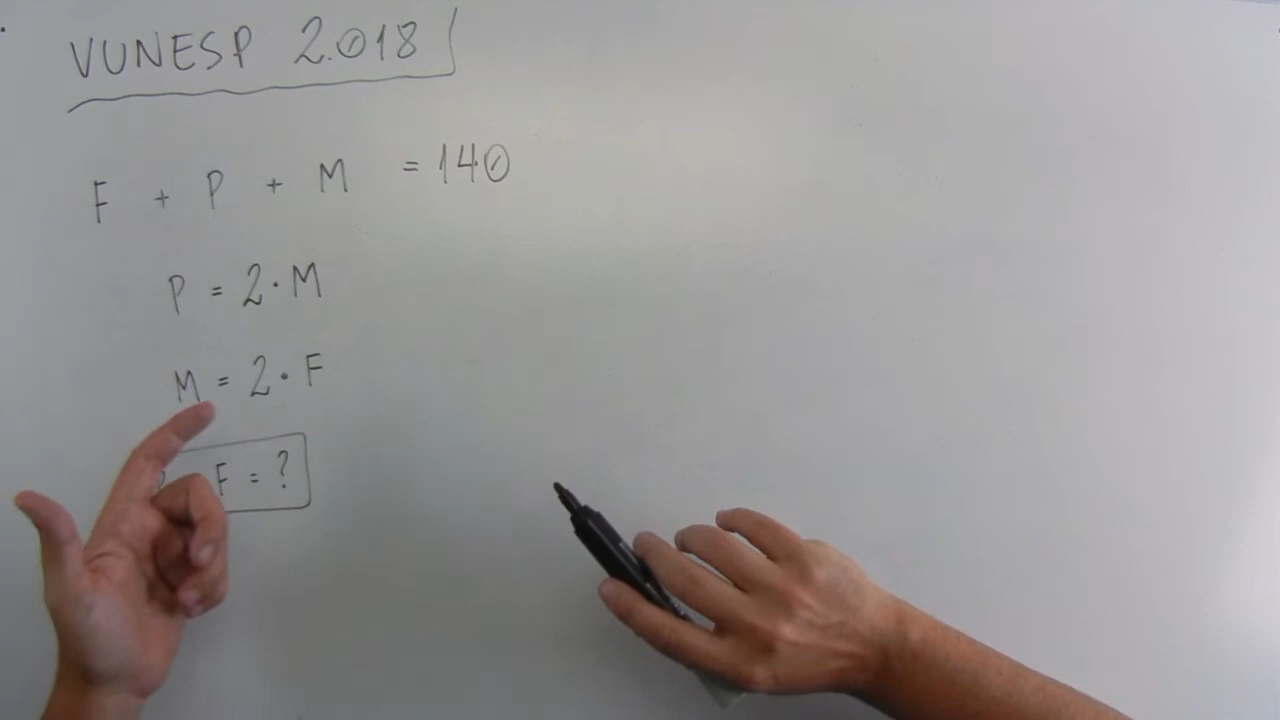 VUNESP 2.018
F + P + M = 140
P = 2·M
M = 2·F
F = ?